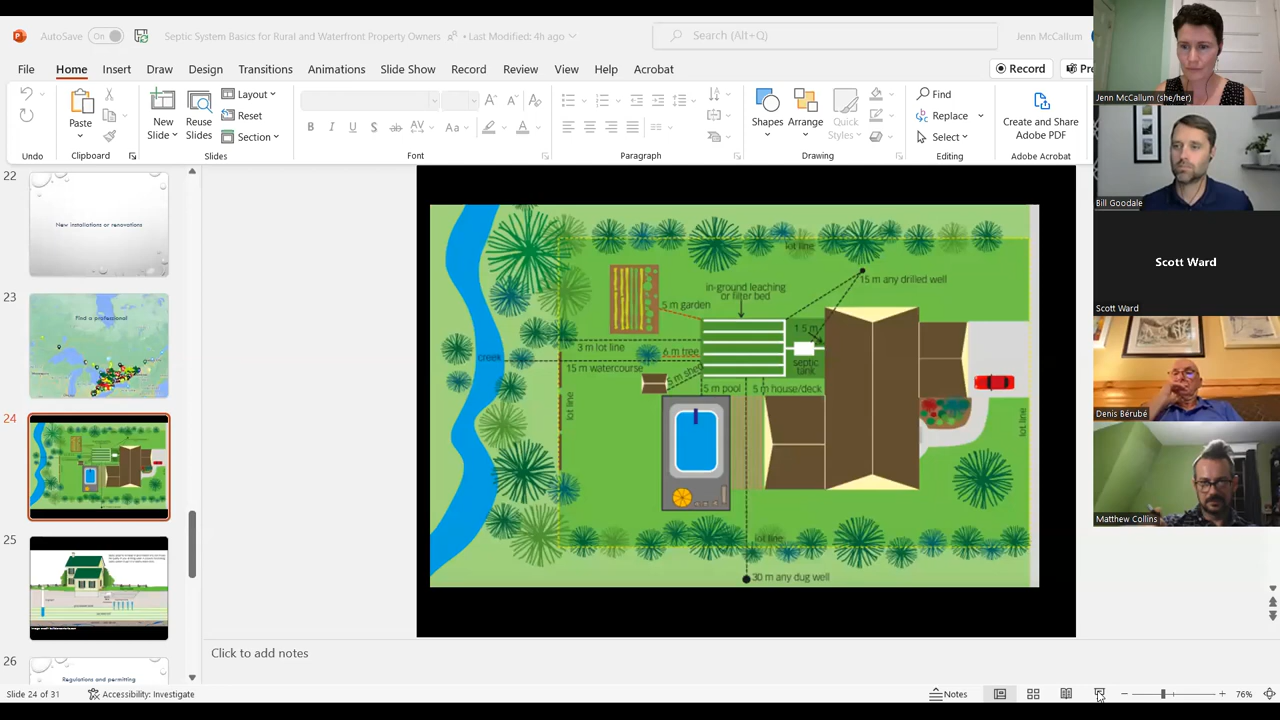 AutoSave On Septic System Basics for Rural and Waterfront Property Owners • Last Modified: 4h ago Search (Alt+Q) Jenn McCallum
File Home Insert Draw Design Transitions Animations Slide Show Record Review View Help Acrobat Record
Paste
Clipboard
Undo
New Slide
Reuse Slides
Layout
Reset
Section
Slides
B I U S ab AV Aa A A A A
Font
Paragraph
Shapes
Arrange
Quick Styles
Drawing
Find
Replace
Select
Editing
Create and Share Adobe PDF
Adobe Acrobat
22
New installations or renovations
23
Find a professional
24
25
26
Regulations and permitting
lot line
15 m any drilled well
in-ground leaching
or filter bed
5 m garden
1.5 m
3 m lot line
creek
6 m tree
15 m watercourse
septic
tank
5 m pool
5 m house/deck
lot line
lot line
lot line
30 m any dug well
Click to add notes
Slide 24 of 31 Accessibility: Investigate Notes 76%
Jenn McCallum (she/her)
Bill Goodale
Scott Ward
Scott Ward
Denis Bérubé
Matthew Collins